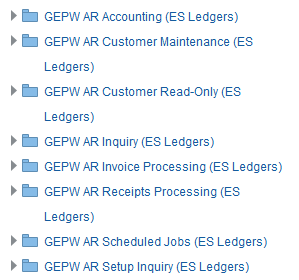 GEPW AR Accounting (ES Ledgers)
GEPW AR Customer Maintenance (ES
Ledgers)
GEPW AR Customer Read-Only (ES
Ledgers)
GEPW AR Inquiry (ES Ledgers)
GEPW AR Invoice Processing (ES Ledgers)
GEPW AR Receipts Processing (ES
Ledgers)
GEPW AR Scheduled Jobs (ES Ledgers)
GEPW AR Setup Inquiry (ES Ledgers)